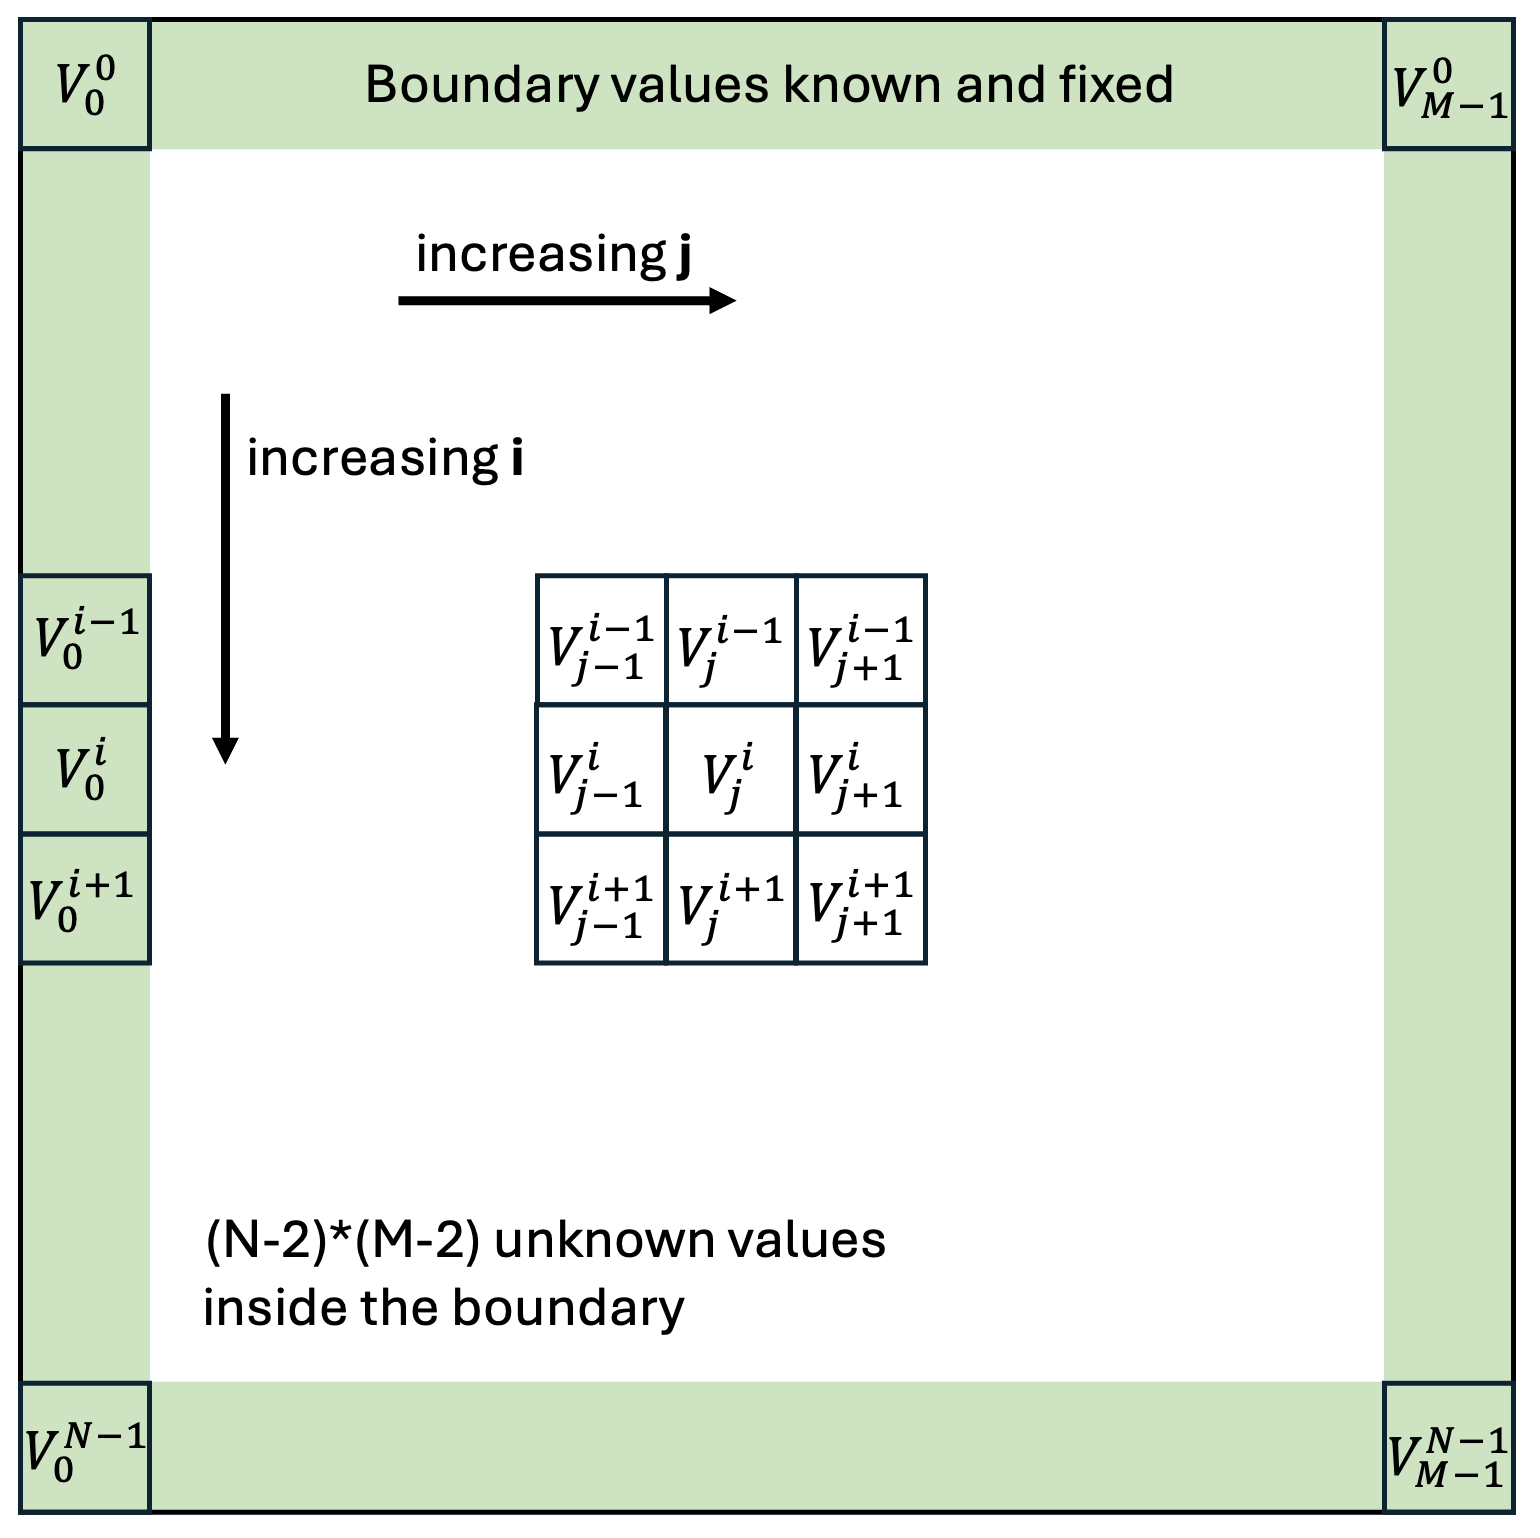 V_0^0 Boundary values known and fixed V_{M-1}^0
increasing j
increasing i
V_0^{i-1} V_{j-1}^{i-1} V_j^{i-1} V_{j+1}^{i-1}
V_0^i V_{j-1}^i V_j^i V_{j+1}^i
V_0^{i+1} V_{j-1}^{i+1} V_j^{i+1} V_{j+1}^{i+1}
(N-2)*(M-2) unknown values
inside the boundary
V_0^{N-1} V_{M-1}^{N-1}